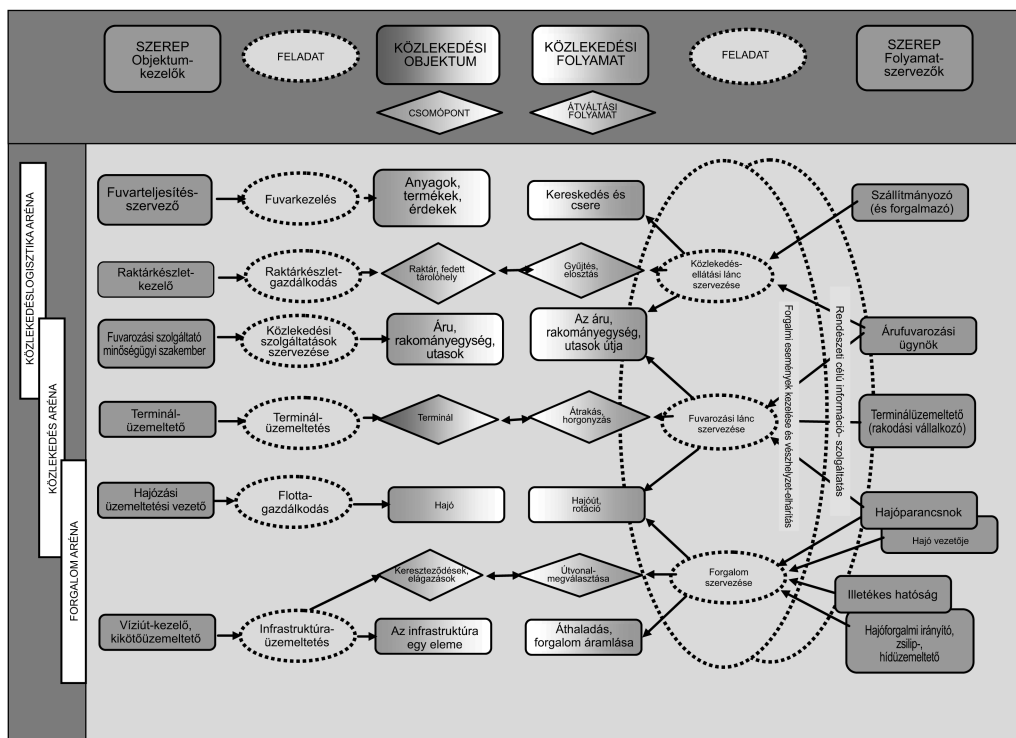 SZEREP
Objektum-
kezelők
FELADAT
KÖZLEKEDÉSI
OBJEKTUM
KÖZLEKEDÉSI
FOLYAMAT
FELADAT
SZEREP
Folyamat-
szervezők
CSOMÓPONT
ÁTVÁLTÁSI
FOLYAMAT
KÖZLEKEDÉSLOGISZTIKA ARÉNA
KÖZLEKEDÉS ARÉNA
FORGALOM ARÉNA
Fuvarteljesítés-
szervező
Fuvarkezelés
Anyagok,
termékek,
érdekek
Kereskedés és
csere
Szállítmányozó
(és forgalmazó)
Raktárkészlet-
kezelő
Raktárkészlet-
gazdálkodás
Raktár, fedett
tárolóhely
Gyűjtés,
elosztás
Közlekedés-
ellátási lánc
szervezése
Fuvarozási szolgáltató
minőségügyi szakember
Közlekedési
szolgáltatások
szervezése
Áru,
rakományegység,
utasok
Az áru,
rakományegység,
utasok útja
Árufuvarozási
ügynök
Forgalmi események kezelése és vészhelyzet-elhárítás
Rendészeti célú információ- szolgáltatás
Terminál-
üzemeltető
Terminál-
üzemeltetés
Terminál
Átrakás,
horgonyzás
Fuvarozási lánc
szervezése
Terminálüzemeltető
(rakodási vállalkozó)
Hajózási
üzemeltetési vezető
Flotta-
gazdálkodás
Hajó
Hajóút,
rotáció
Hajóparancsnok
Hajó vezetője
Kereszteződések,
elágazások
Útvonal-
megválasztása
Forgalom
szervezése
Illetékes hatóság
Víziút-kezelő,
kikötőüzemeltető
Infrastruktúra-
üzemeltetés
Az infrastruktúra
egy eleme
Áthaladás,
forgalom áramlása
Hajóforgalmi irányító,
zsilip-,
hídüzemeltető